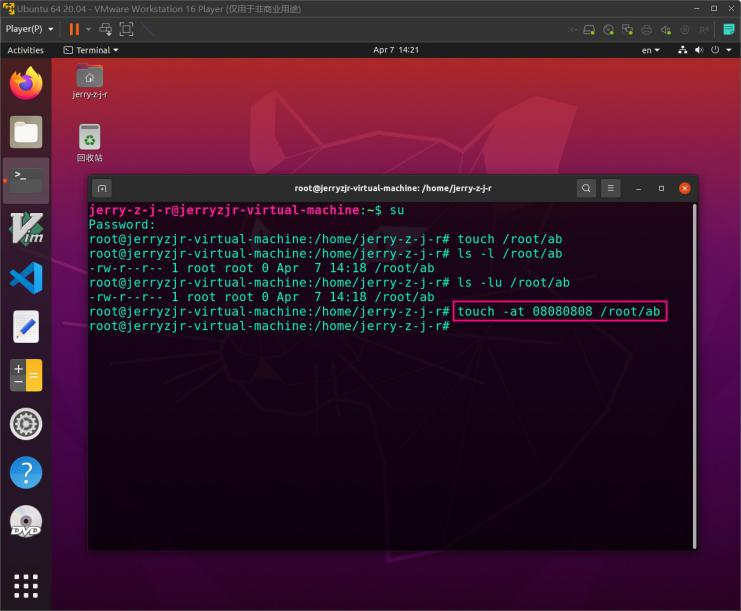 Ubuntu 64 20.04 - VMware Workstation 16 Player (仅用于非商业用途)
Player(P)
Activities
Terminal
Apr 7 14:21
en
jerry-z-j-r
回收站
root@jerryzjr-virtual-machine: /home/jerry-z-j-r
jerry-z-j-r@jerryzjr-virtual-machine:~$ su
Password:
root@jerryzjr-virtual-machine:/home/jerry-z-j-r# touch /root/ab
root@jerryzjr-virtual-machine:/home/jerry-z-j-r# ls -l /root/ab
-rw-r--r-- 1 root root 0 Apr  7 14:18 /root/ab
root@jerryzjr-virtual-machine:/home/jerry-z-j-r# ls -lu /root/ab
-rw-r--r-- 1 root root 0 Apr  7 14:18 /root/ab
root@jerryzjr-virtual-machine:/home/jerry-z-j-r# touch -at 08080808 /root/ab
root@jerryzjr-virtual-machine:/home/jerry-z-j-r#
Vim
DVD